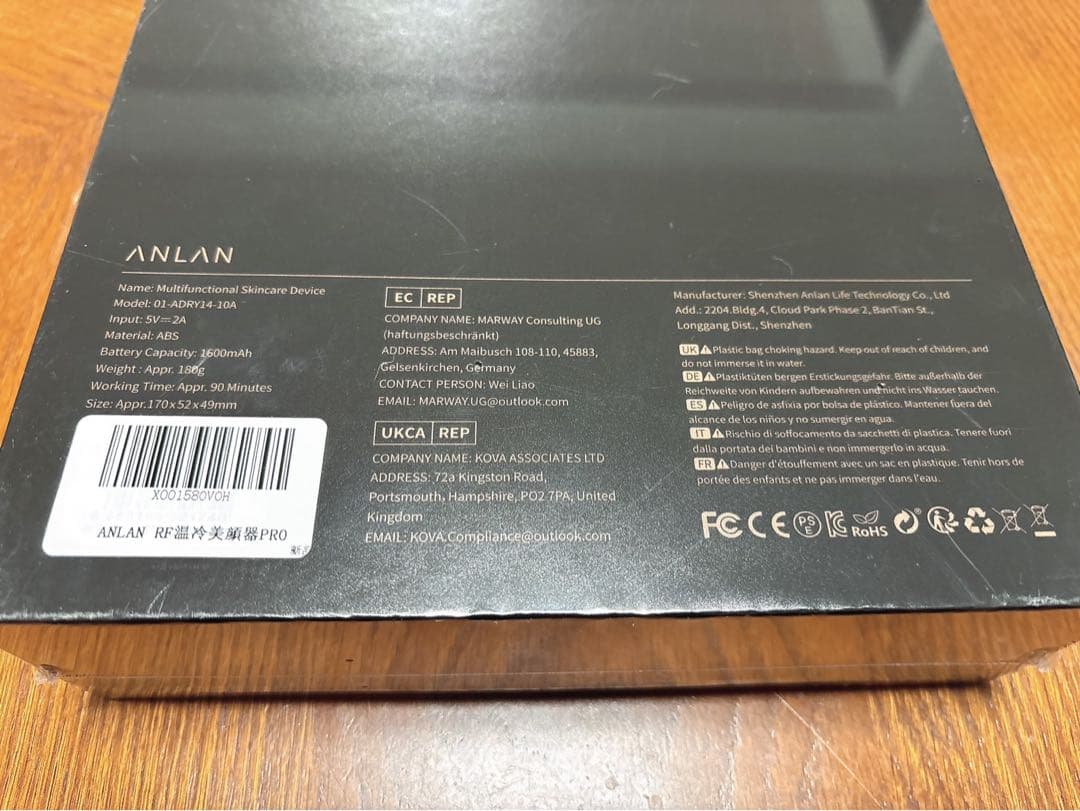 ANLAN
Name: Multifunctional Skincare Device
Model: 01-ADRY14-10A
Input: 5V⎓2A
Material: ABS
Battery Capacity: 1600mAh
Weight : Appr. 180g
Working Time: Appr. 90 Minutes
Size: Appr.170x52x49mm
X001580V0H
ANLAN RF温冷美顔器PRO
EC REP
COMPANY NAME: MARWAY Consulting UG
(haftungsbeschränkt)
ADDRESS: Am Maibusch 108-110, 45883,
Gelsenkirchen, Germany
CONTACT PERSON: Wei Liao
EMAIL: MARWAY.UG@outlook.com
UKCA REP
COMPANY NAME: KOVA ASSOCIATES LTD
ADDRESS: 72a Kingston Road,
Portsmouth, Hampshire, PO2 7PA, United
Kingdom
EMAIL: KOVA.Compliance@outlook.com
Manufacturer: Shenzhen Anlan Life Technology Co., Ltd
Add.: 2204.Bldg.4, Cloud Park Phase 2, BanTian St.,
Longgang Dist., Shenzhen
UK Plastic bag choking hazard. Keep out of reach of children, and
do not immerse it in water.
DE Plastiktüten bergen Erstickungsgefahr. Bitte außerhalb der
Reichweite von Kindern aufbewahren und nicht ins Wasser tauchen.
ES Peligro de asfixia por bolsa de plástico. Mantener fuera del
alcance de los niños y no sumergir en agua.
IT Rischio di soffocamento da sacchetti di plastica. Tenere fuori
dalla portata dei bambini e non immergerlo in acqua.
FR Danger d'étouffement avec un sac en plastique. Tenir hors de
portée des enfants et ne pas immerger dans l'eau.
FC CE PS E RoHS